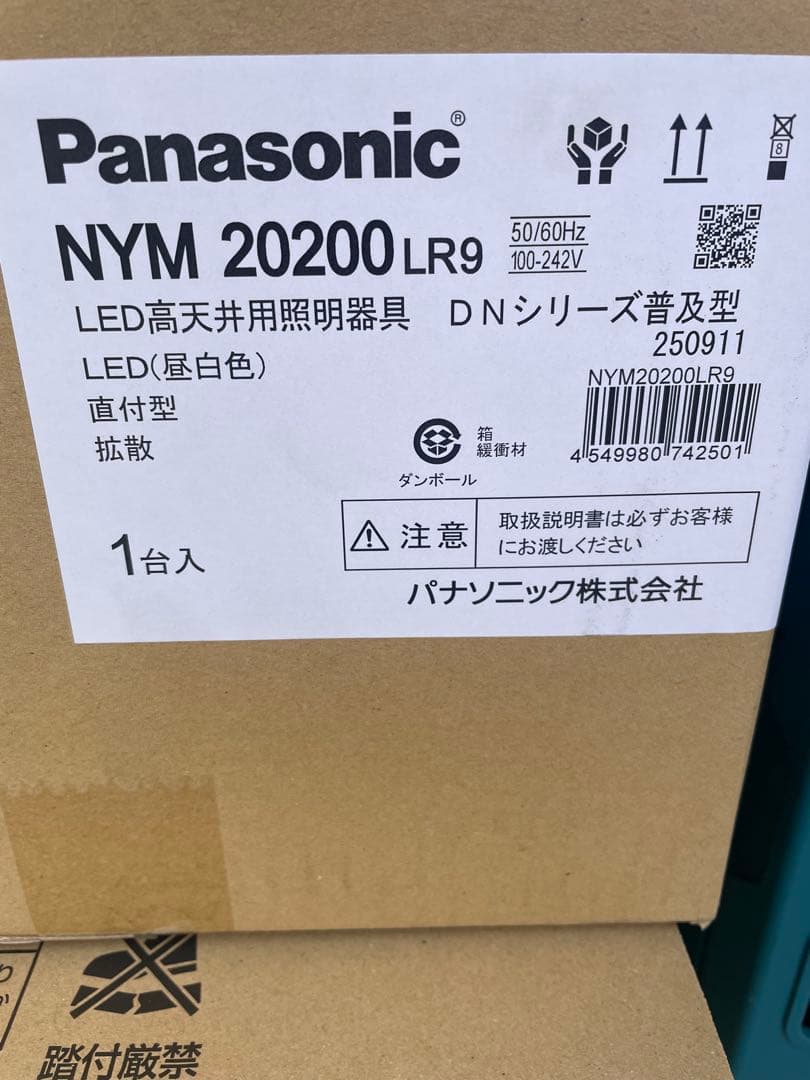 Panasonic®
NYM 20200 LR9
50/60Hz
100-242V
8
LED高天井用照明器具 DNシリーズ普及型
250911
LED(昼白色)
NYM20200LR9
直付型
拡散
4 549980 742501
箱
緩衝材
ダンボール
注意
取扱説明書は必ずお客様
にお渡しください
1台入
パナソニック株式会社
踏付厳禁